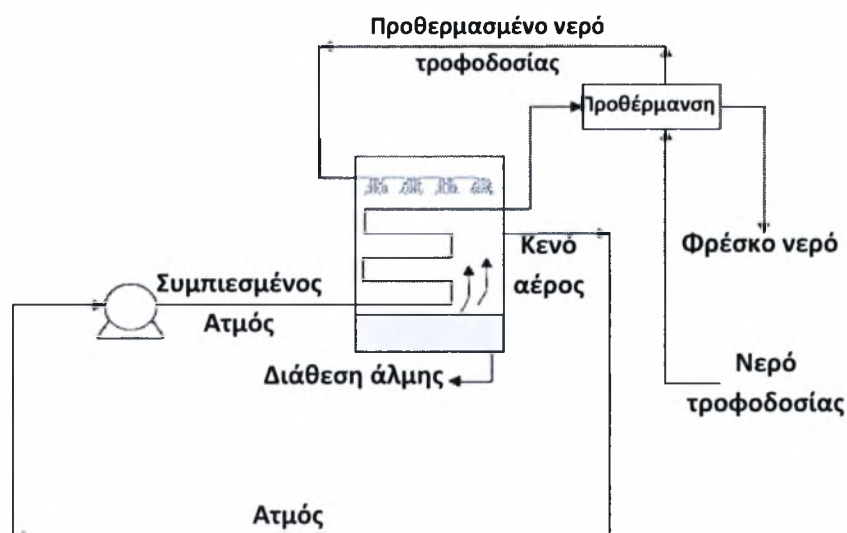 Προθερμασμένο νερό
τροφοδοσίας
Προθέρμανση
Κενό
αέρος
Φρέσκο νερό
Συμπιεσμένος
Ατμός
Διάθεση άλμης
Νερό
τροφοδοσίας
Ατμός